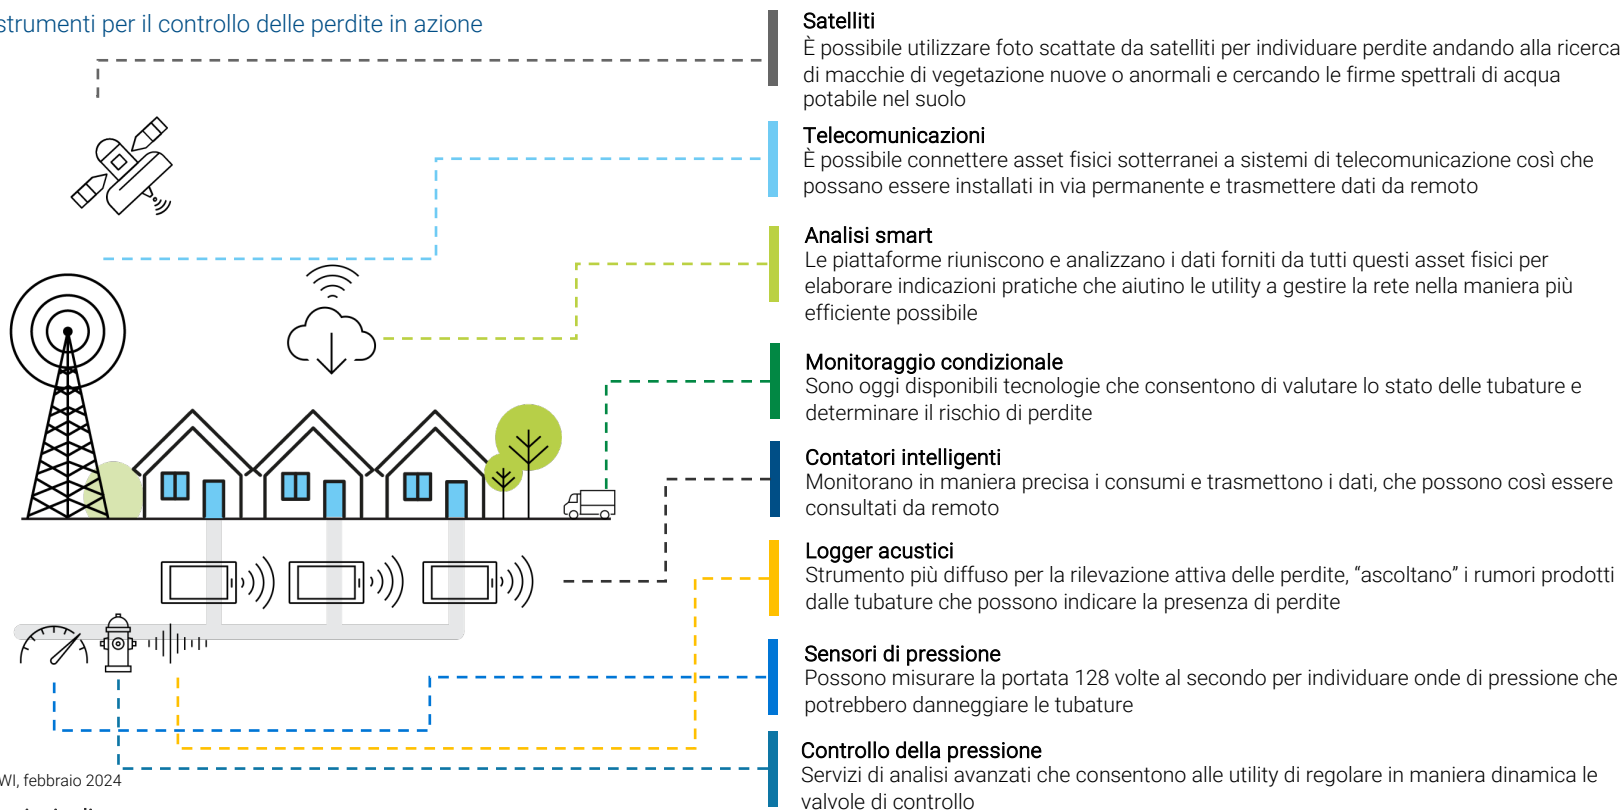 strumenti per il controllo delle perdite in azione
Satelliti
È possibile utilizzare foto scattate da satelliti per individuare perdite andando alla ricerca
di macchie di vegetazione nuove o anormali e cercando le firme spettrali di acqua
potabile nel suolo
Telecomunicazioni
È possibile connettere asset fisici sotterranei a sistemi di telecomunicazione così che
possano essere installati in via permanente e trasmettere dati da remoto
Analisi smart
Le piattaforme riuniscono e analizzano i dati forniti da tutti questi asset fisici per
elaborare indicazioni pratiche che aiutino le utility a gestire la rete nella maniera più
efficiente possibile
Monitoraggio condizionale
Sono oggi disponibili tecnologie che consentono di valutare lo stato delle tubature e
determinare il rischio di perdite
Contatori intelligenti
Monitorano in maniera precisa i consumi e trasmettono i dati, che possono così essere
consultati da remoto
Logger acustici
Strumento più diffuso per la rilevazione attiva delle perdite, “ascoltano” i rumori prodotti
dalle tubature che possono indicare la presenza di perdite
Sensori di pressione
Possono misurare la portata 128 volte al secondo per individuare onde di pressione che
potrebbero danneggiare le tubature
Controllo della pressione
Servizi di analisi avanzati che consentono alle utility di regolare in maniera dinamica le
valvole di controllo
WI, febbraio 2024